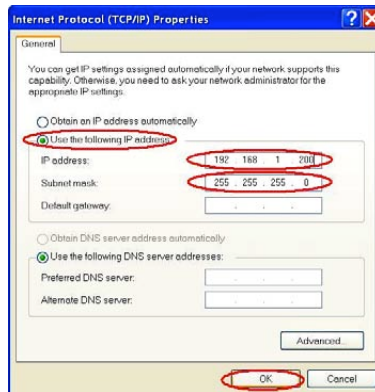 Internet Protocol (TCP/IP) Properties
General
You can get IP settings assigned automatically if your network supports this
capability. Otherwise, you need to ask your network administrator for the
appropriate IP settings.
Obtain an IP address automatically
Use the following IP address:
IP address: 192 . 168 . 1 . 200
Subnet mask: 255 . 255 . 255 . 0
Default gateway: . . .
Obtain DNS server address automatically
Use the following DNS server addresses:
Preferred DNS server: . . .
Alternate DNS server: . . .
Advanced...
OK Cancel